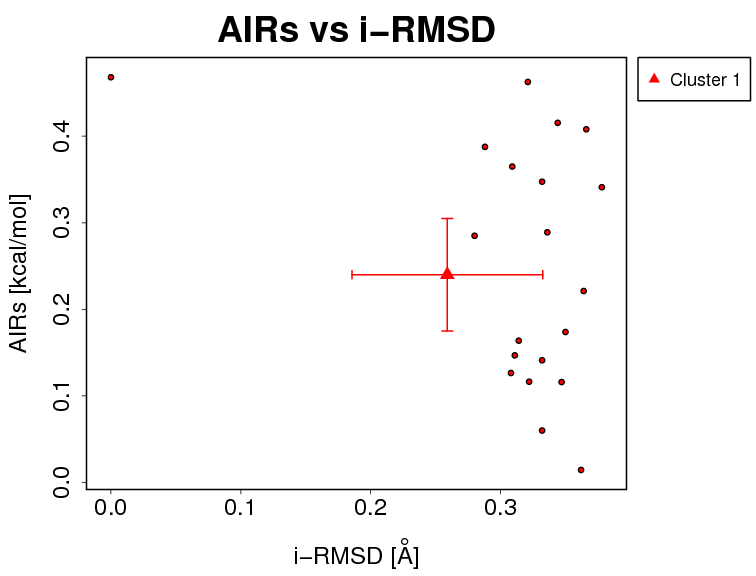 AIRs vs i−RMSD
Cluster 1
AIRs [kcal/mol]
0.4
0.3
0.2
0.1
0.0
0.0 0.1 0.2 0.3
i−RMSD [Å]